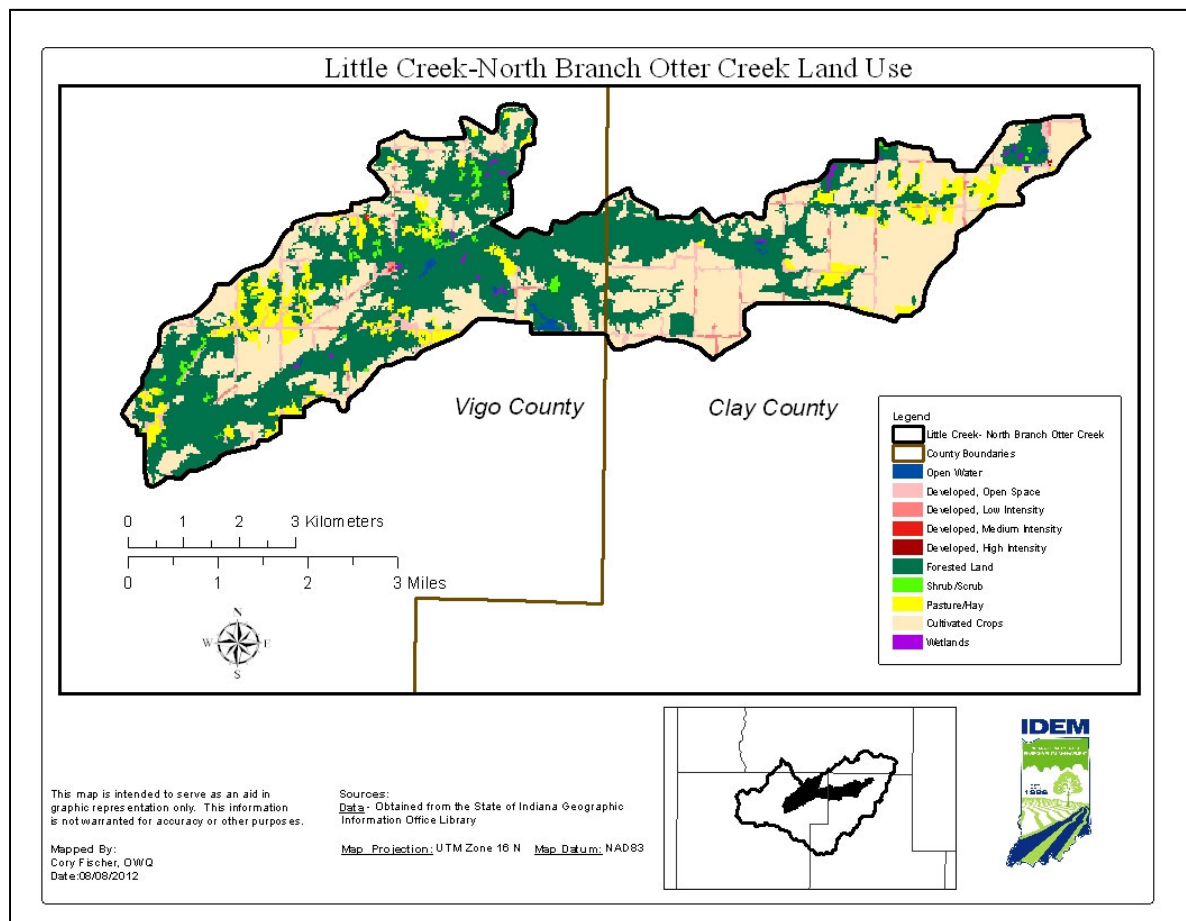 Little Creek-North Branch Otter Creek Land Use
Vigo County
Clay County
Legend
Little Creek- North Branch Otter Creek
County Boundaries
Open Water
Developed, Open Space
Developed, Low Intensity
Developed, Medium Intensity
Developed, High Intensity
Forested Land
Shrub/Scrub
Pasture/Hay
Cultivated Crops
Wetlands
0 1 2 3 Kilometers
0 1 2 3 Miles
N
W E
S
This map is intended to serve as an aid in
graphic representation only. This information
is not warranted for accuracy or other purposes.
Mapped By:
Cory Fischer, OWQ
Date:08/08/2012
Sources:
Data - Obtained from the State of Indiana Geographic
Information Office Library
Map Projection: UTM Zone 16 N Map Datum: NAD83
IDEM
1986